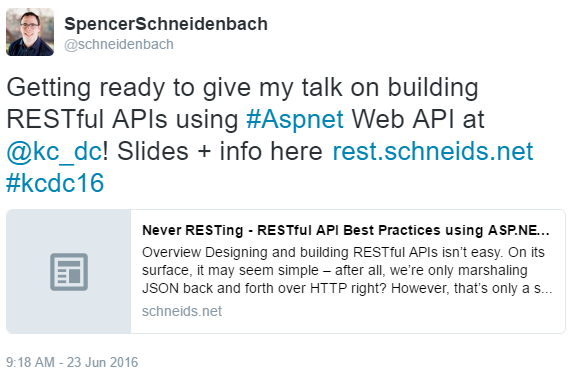 SpencerSchneidenbach
@schneidenbach
Getting ready to give my talk on building
RESTful APIs using #Aspnet Web API at
@kc_dc! Slides + info here rest.schneids.net
#kcdc16
Never RESTing - RESTful API Best Practices using ASP.NE...
Overview Designing and building RESTful APIs isn’t easy. On its
surface, it may seem simple – after all, we’re only marshaling
JSON back and forth over HTTP right? However, that’s only a s...
schneids.net
9:18 AM - 23 Jun 2016